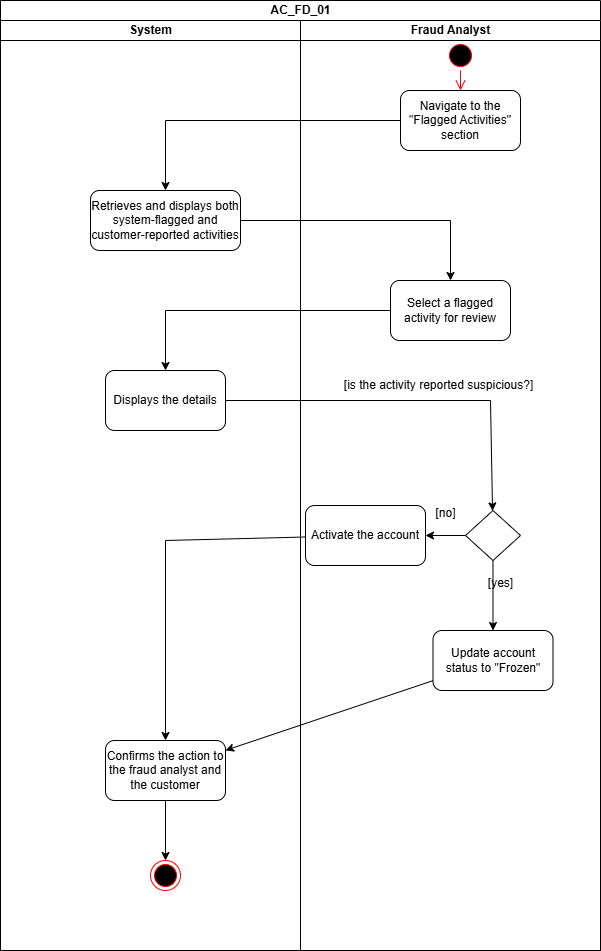 AC_FD_01
System
Fraud Analyst
Navigate to the
"Flagged Activities"
section
Retrieves and displays both
system-flagged and
customer-reported activities
Select a flagged
activity for review
Displays the details
[is the activity reported suspicious?]
[no]
Activate the account
[yes]
Update account
status to "Frozen"
Confirms the action to
the fraud analyst and
the customer